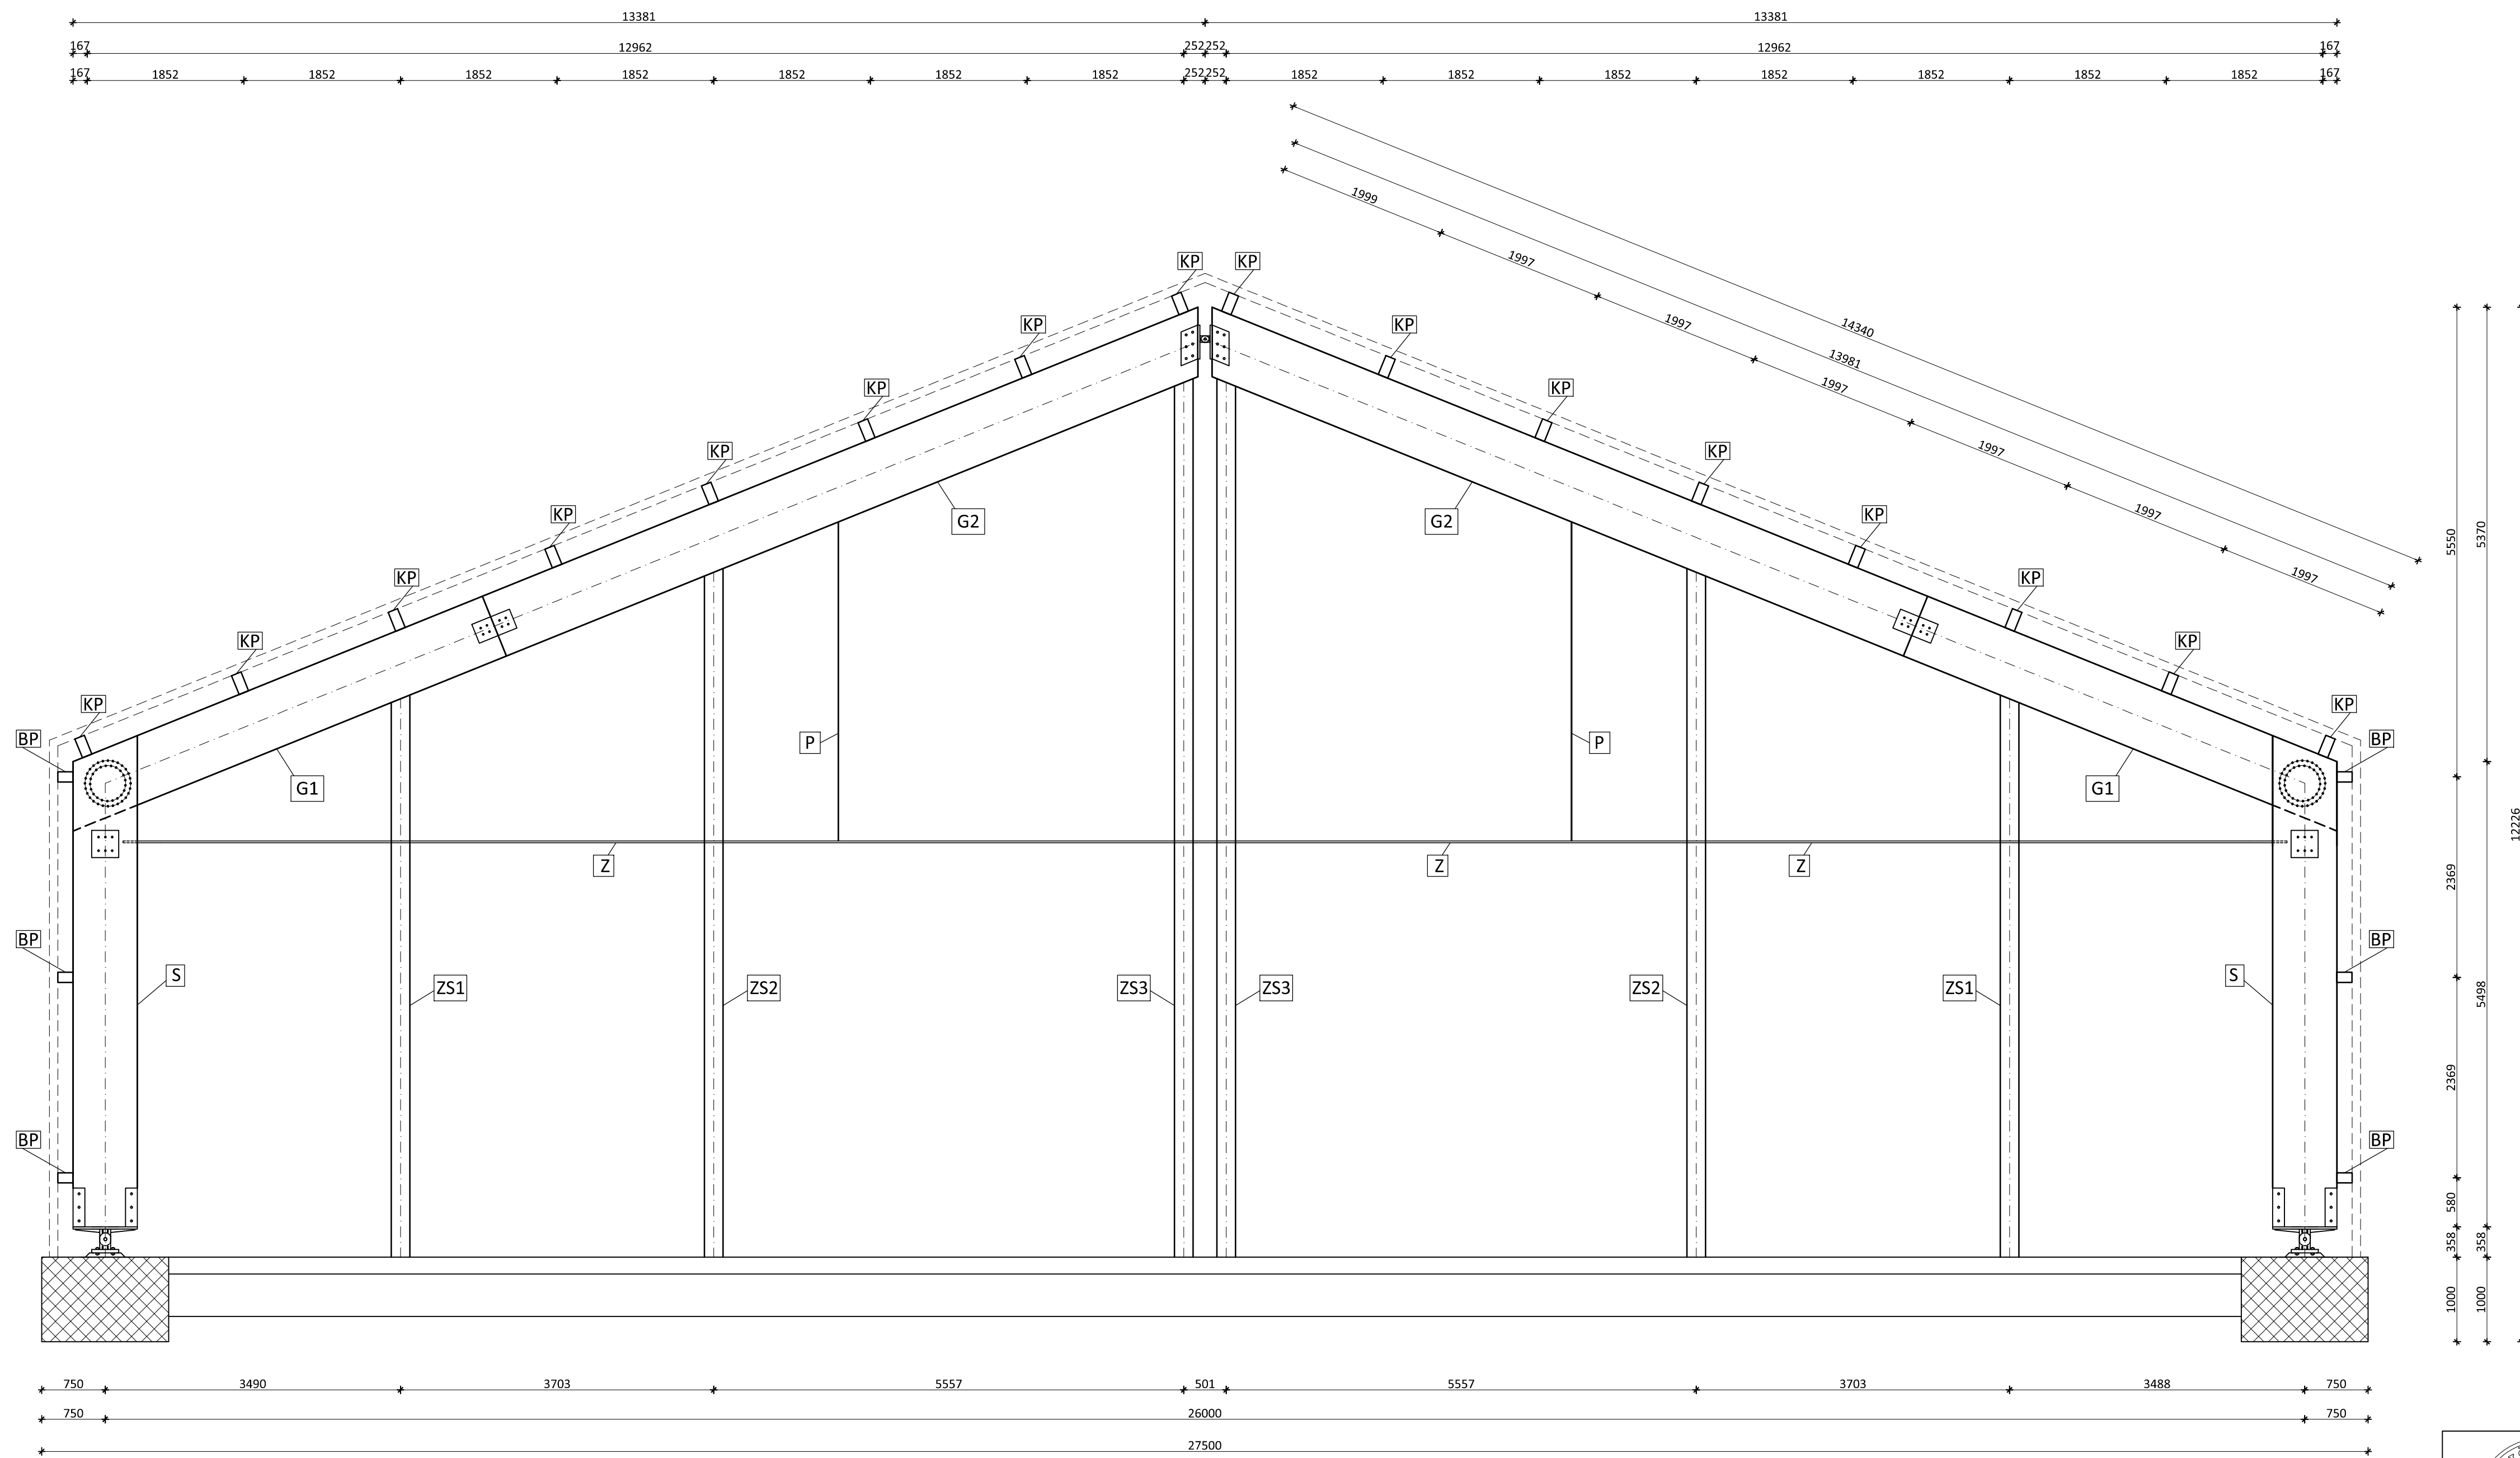 13381 13381
167 12962 252 252 12962 167
167 1852 1852 1852 1852 1852 1852 1852 252 252 1852 1852 1852 1852 1852 1852 1852 167
1999 1997 1997 1997 1997 1997 1997
13981
14340
KP KP
KP KP
KP KP
KP KP
G2 G2
KP KP
KP KP
KP KP
KP KP
BP P P BP
G1 G1
Z Z Z
BP BP
S ZS1 ZS2 ZS3 ZS3 ZS2 ZS1 S
BP BP
5550 2369 2369 580 358 1000
5370 5498 358 1000
12226
750 3490 3703 5557 501 5557 3703 3488 750
750 26000 750
27500